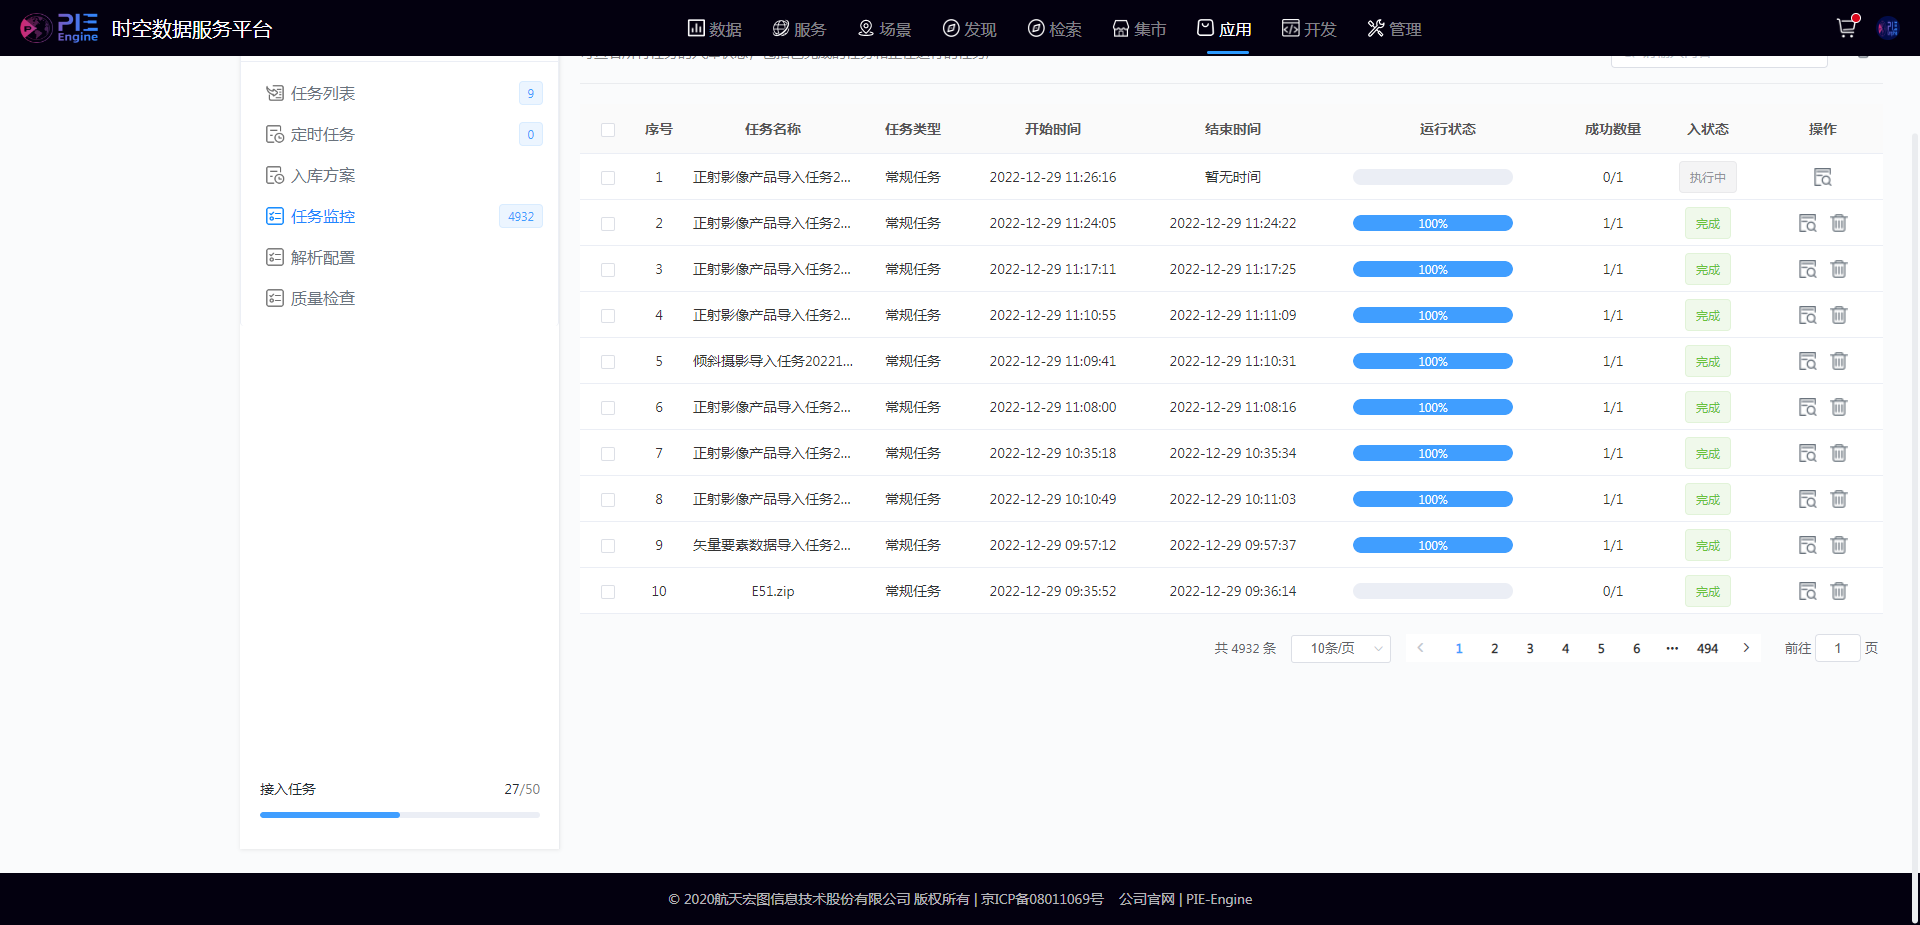 PIE Engine 时空数据服务平台 数据 服务 场景 发现 检索 集市 应用 开发 管理
任务列表 9
定时任务 0
入库方案
任务监控 4932
解析配置
质量检查
接入任务 27/50
序号 任务名称 任务类型 开始时间 结束时间 运行状态 成功数量 入状态 操作
1 正射影像产品导入任务2... 常规任务 2022-12-29 11:26:16 暂无时间 0/1 执行中
2 正射影像产品导入任务2... 常规任务 2022-12-29 11:24:05 2022-12-29 11:24:22 100% 1/1 完成
3 正射影像产品导入任务2... 常规任务 2022-12-29 11:17:11 2022-12-29 11:17:25 100% 1/1 完成
4 正射影像产品导入任务2... 常规任务 2022-12-29 11:10:55 2022-12-29 11:11:09 100% 1/1 完成
5 倾斜摄影导入任务20221... 常规任务 2022-12-29 11:09:41 2022-12-29 11:10:31 100% 1/1 完成
6 正射影像产品导入任务2... 常规任务 2022-12-29 11:08:00 2022-12-29 11:08:16 100% 1/1 完成
7 正射影像产品导入任务2... 常规任务 2022-12-29 10:35:18 2022-12-29 10:35:34 100% 1/1 完成
8 正射影像产品导入任务2... 常规任务 2022-12-29 10:10:49 2022-12-29 10:11:03 100% 1/1 完成
9 矢量要素数据导入任务2... 常规任务 2022-12-29 09:57:12 2022-12-29 09:57:37 100% 1/1 完成
10 E51.zip 常规任务 2022-12-29 09:35:52 2022-12-29 09:36:14 0/1 完成
共 4932 条 10条/页 1 2 3 4 5 6 ··· 494 前往 1 页
© 2020航天宏图信息技术股份有限公司 版权所有 | 京ICP备08011069号 公司官网 | PIE-Engine